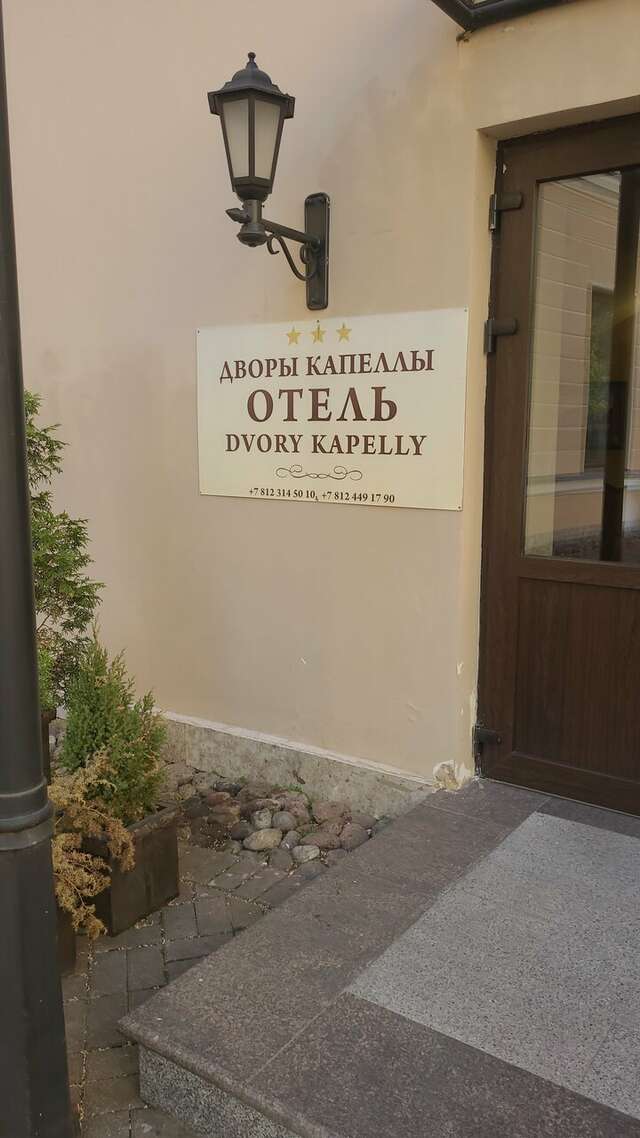 ДВОРЫ КАПЕЛЛЫ
ОТЕЛЬ
DVORY KAPELLY
+7 812 314 50 10, +7 812 449 17 90